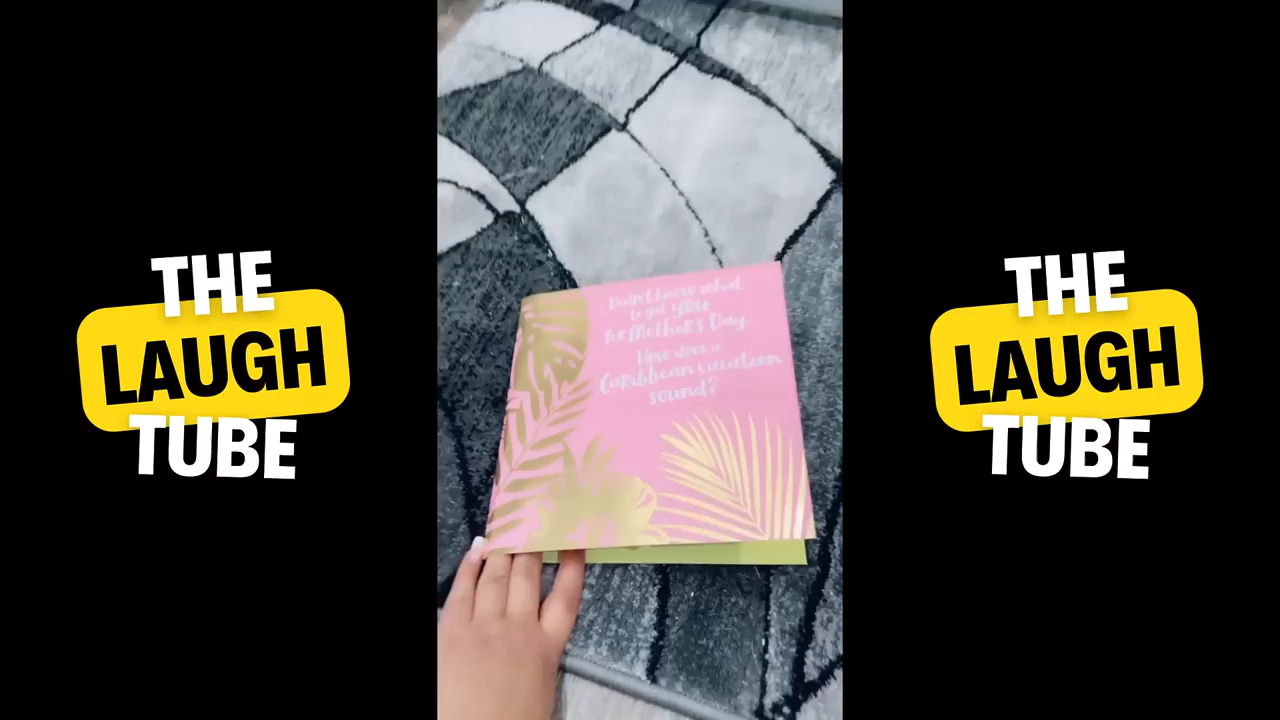 THE
LAUGH
TUBE
Didn't know what
to get you
for Mother's Day...
How does a
Caribbean vacation
sound?
THE
LAUGH
TUBE